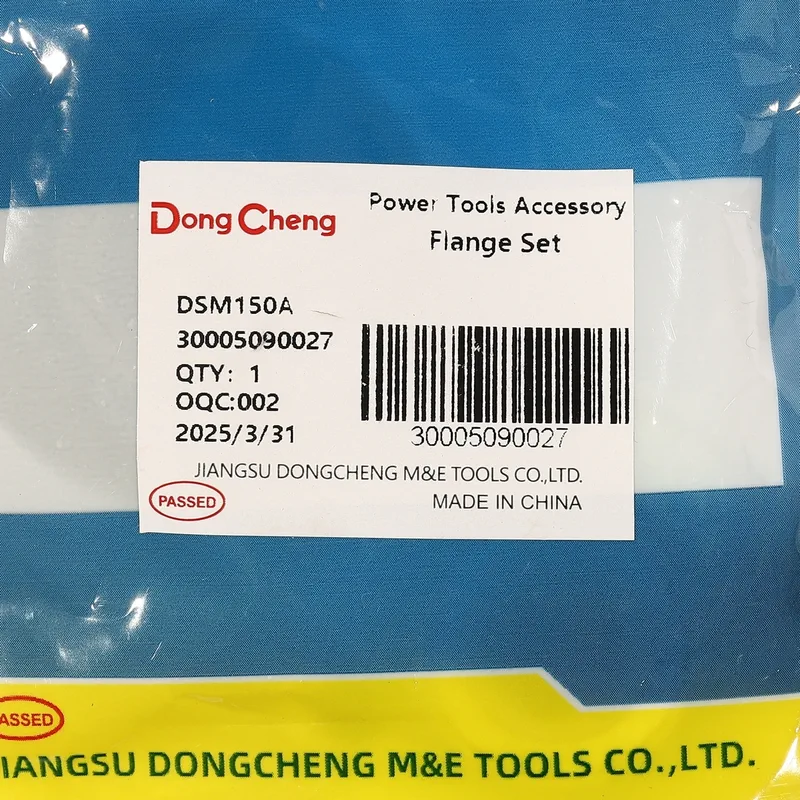 Dong Cheng
Power Tools Accessory
Flange Set
DSM150A
30005090027
QTY: 1
OQC:002
2025/3/31
30005090027
JIANGSU DONGCHENG M&E TOOLS CO.,LTD.
PASSED
MADE IN CHINA
ASSED
IANGSU DONGCHENG M&E TOOLS CO.,LTD.